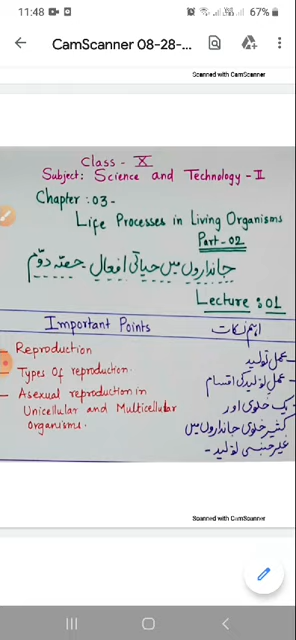 11:48
67%
CamScanner 08-28-...
Scanned with CamScanner
Class - X
Subject: Science and Technology - II
Chapter : 03 -
Life Processes in Living Organisms
Part - 02
جانداروں میں حیاتی افعال - حصّہ دوّم
Lecture : 01
Important Points
اہم نکات
Reproduction
Types of reproduction.
Asexual reproduction in
Unicellular and Multicellular
Organisms.
عمل تولید
عمل تولید کی اقسام
یک خلوی اور
کثیر خلوی جانداروں میں
غیر جنسی تولید -
Scanned with CamScanner